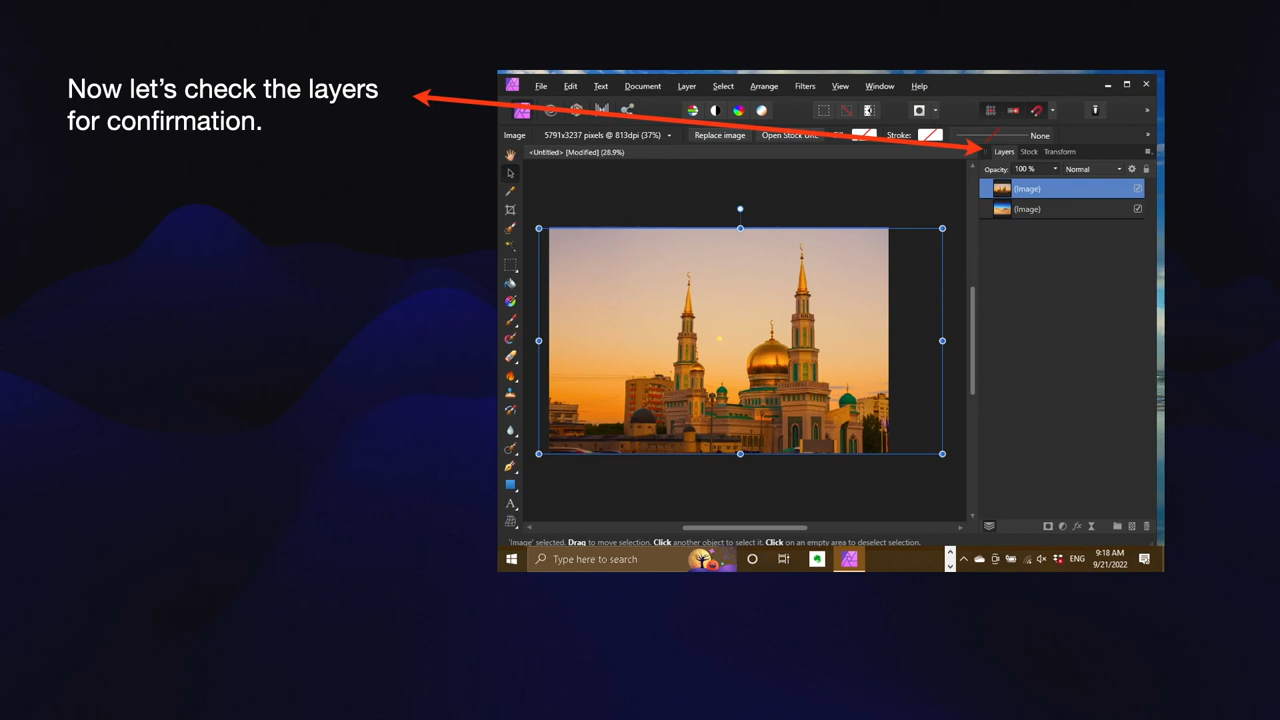 Now let’s check the layers
for confirmation.
File Edit Text Document Layer Select Arrange Filters View Window Help
Image 5791x3237 pixels @ 813dpi (37%) Replace image Open Stock URL Stroke: None
<Untitled> [Modified] (28.9%)
Layers Stock Transform
Opacity: 100 % Normal
(Image)
(Image)
'Image' selected. Drag to move selection. Click another object to select it. Click on an empty area to deselect selection.
Type here to search
ENG
9:18 AM
9/21/2022